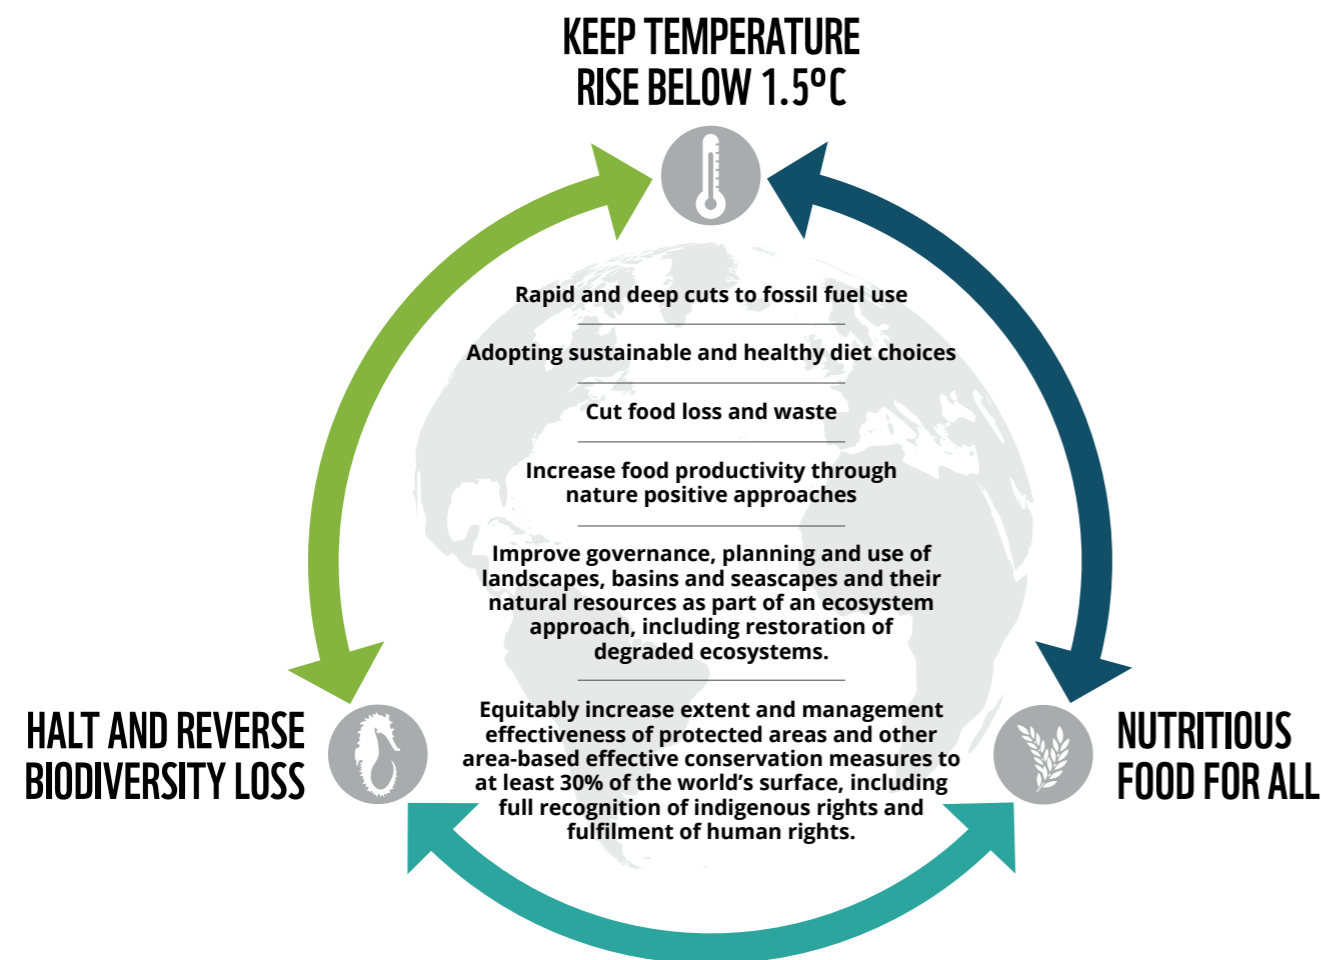 KEEP TEMPERATURE
RISE BELOW 1.5ºC
Rapid and deep cuts to fossil fuel use
Adopting sustainable and healthy diet choices
Cut food loss and waste
Increase food productivity through
nature positive approaches
Improve governance, planning and use of
landscapes, basins and seascapes and their
natural resources as part of an ecosystem
approach, including restoration of
degraded ecosystems.
Equitably increase extent and management
effectiveness of protected areas and other
area-based effective conservation measures to
at least 30% of the world’s surface, including
full recognition of indigenous rights and
fulfilment of human rights.
HALT AND REVERSE
BIODIVERSITY LOSS
NUTRITIOUS
FOOD FOR ALL